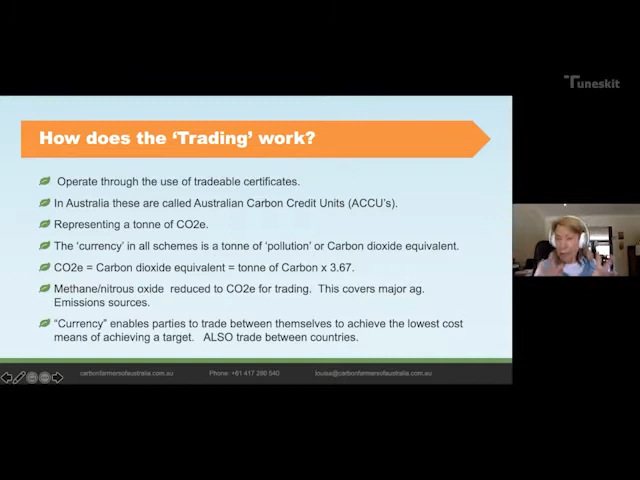 Tuneskit
How does the ‘Trading’ work?
Operate through the use of tradeable certificates.
In Australia these are called Australian Carbon Credit Units (ACCU’s).
Representing a tonne of CO2e.
The ‘currency’ in all schemes is a tonne of ‘pollution’ or Carbon dioxide equivalent.
CO2e = Carbon dioxide equivalent = tonne of Carbon x 3.67.
Methane/nitrous oxide reduced to CO2e for trading. This covers major ag.
Emissions sources.
“Currency” enables parties to trade between themselves to achieve the lowest cost
means of achieving a target. ALSO trade between countries.
carbonfarmersofaustralia.com.au Phone: +61 417 280 540 louisa@carbonfarmersofaustralia.com.au